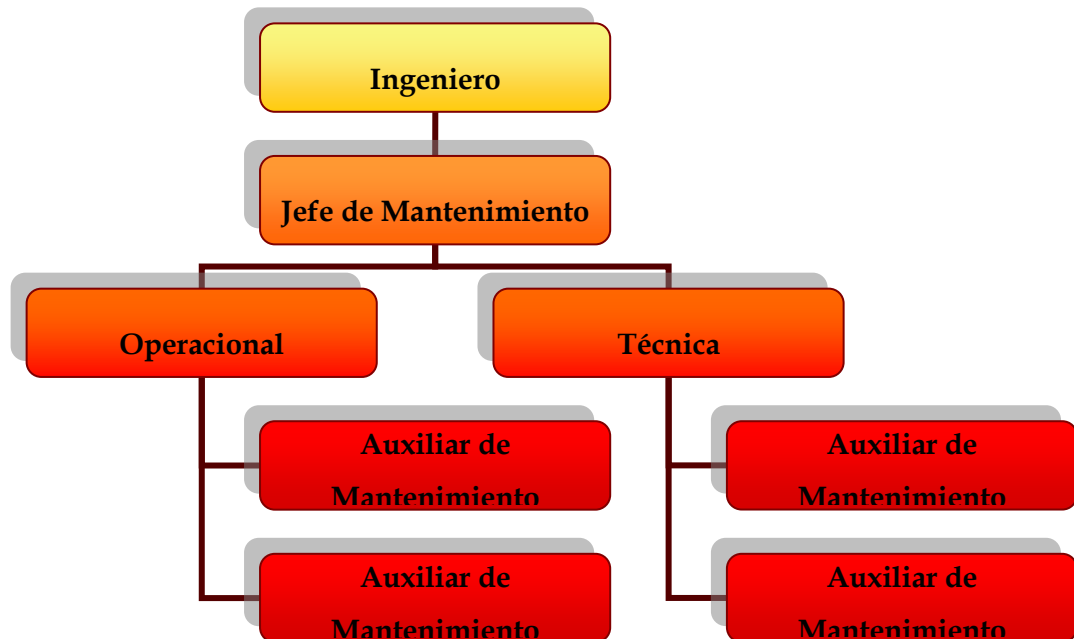 Ingeniero
Jefe de Mantenimiento
Operacional
Técnica
Auxiliar de
Mantenimiento
Auxiliar de
Mantenimiento
Auxiliar de
Mantenimiento
Auxiliar de
Mantenimiento